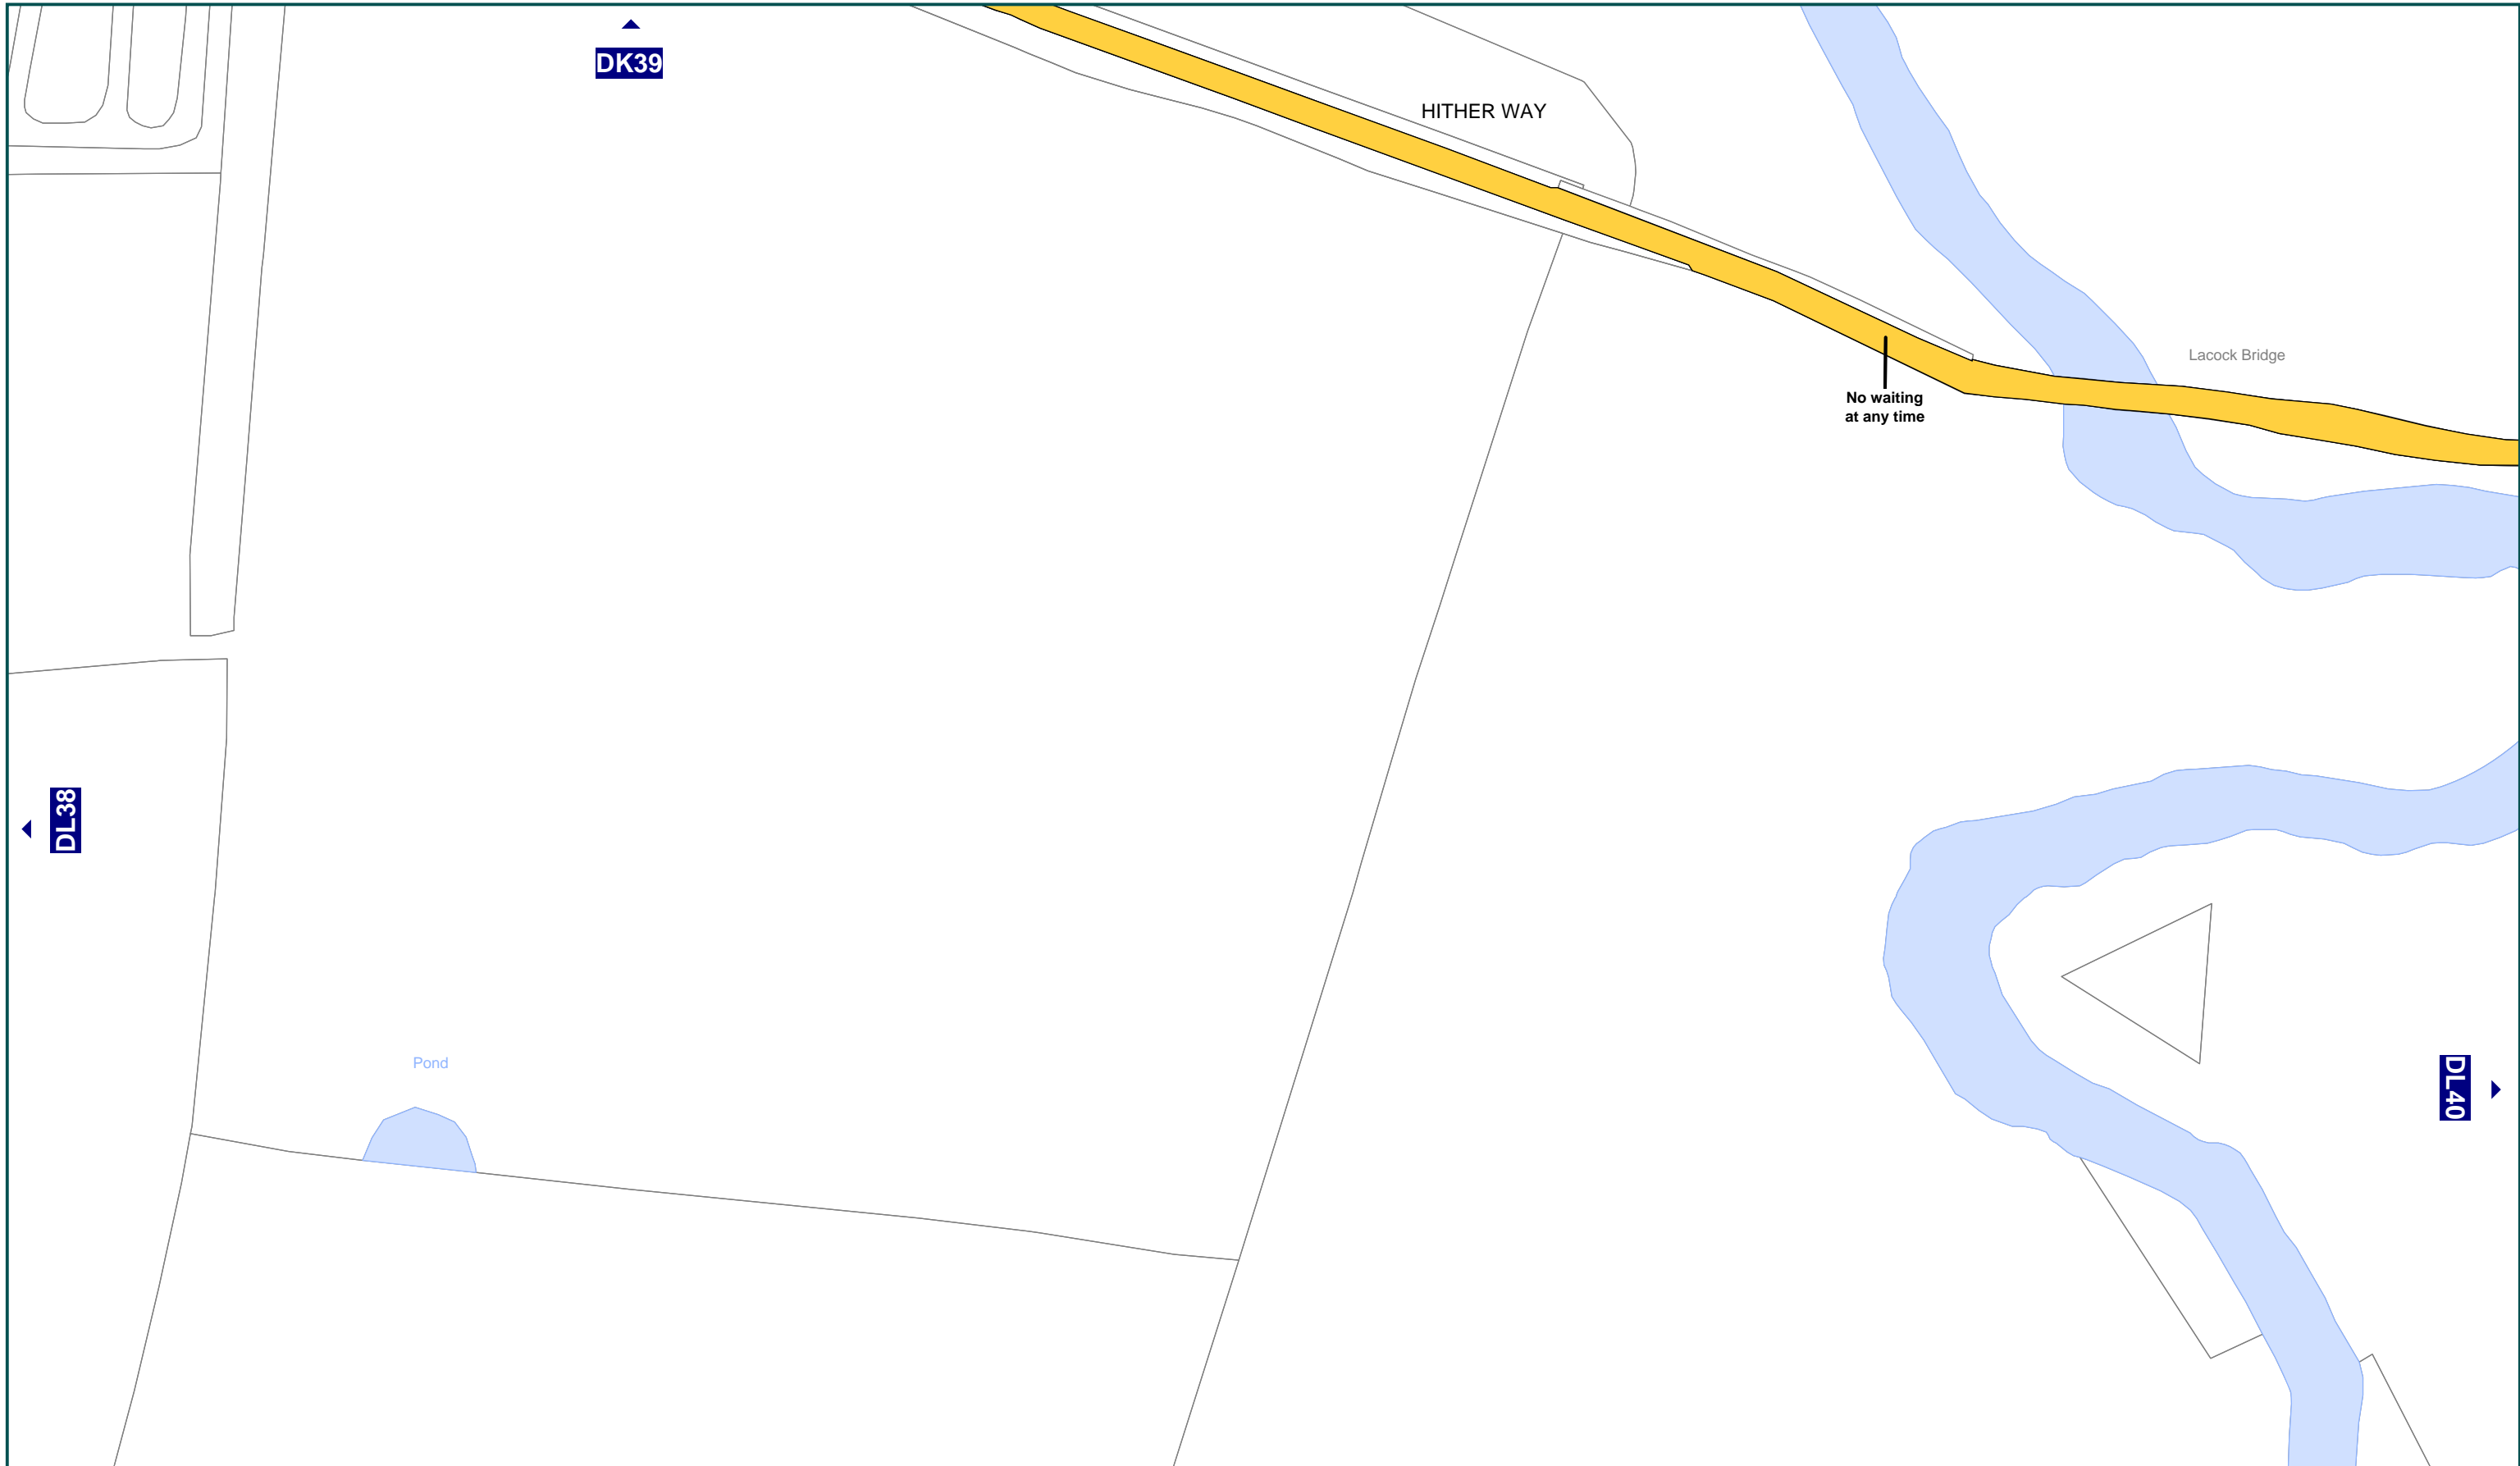 DK39
HITHER WAY
Lacock Bridge
No waiting
at any time
DL38
Pond
DL40